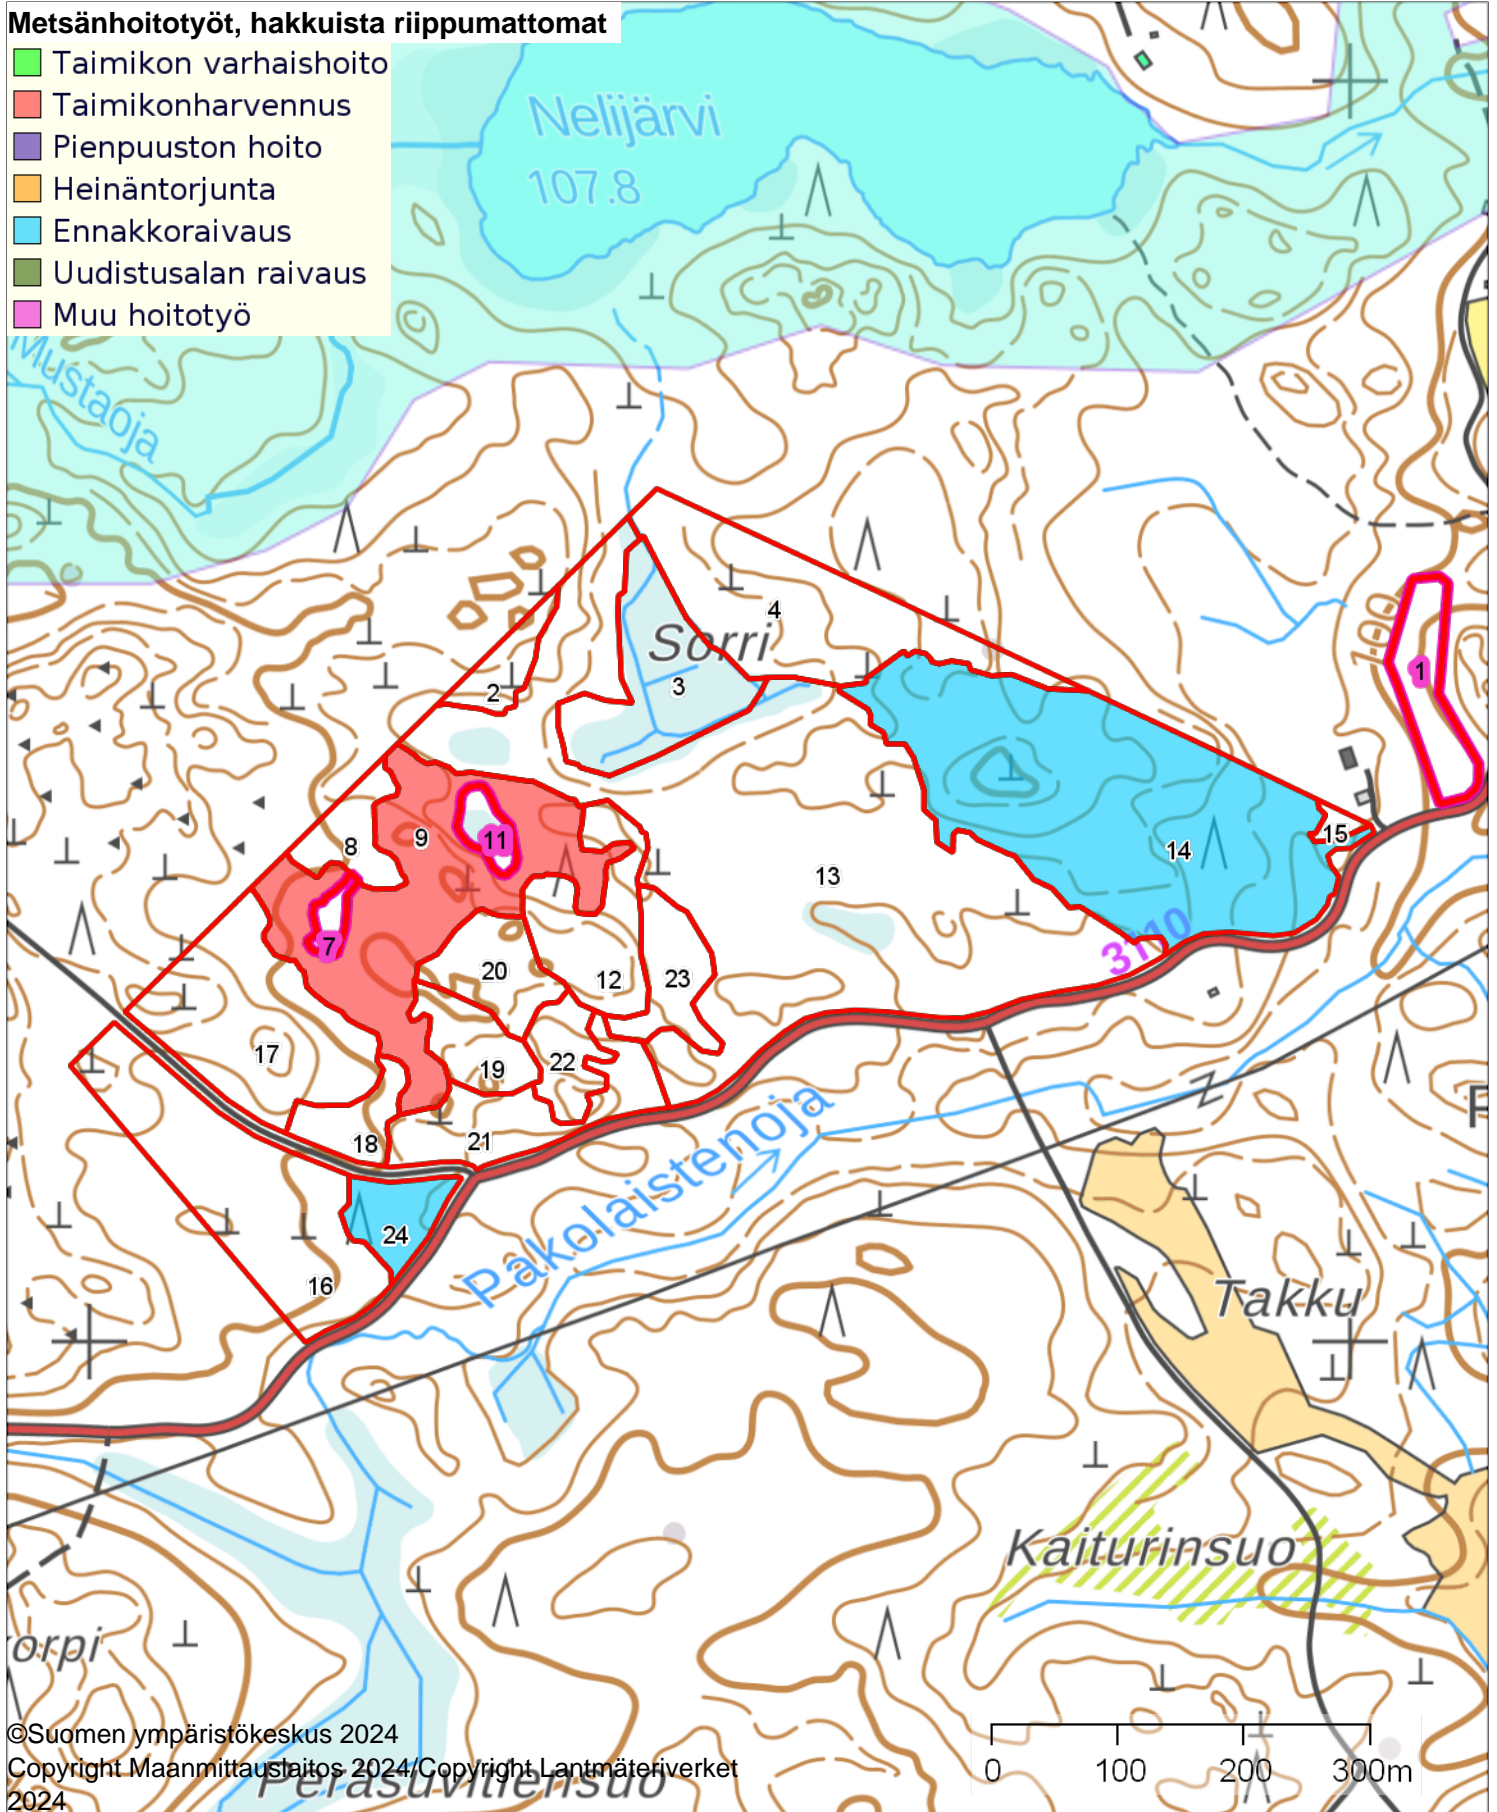 Metsänhoitotyöt, hakkuista riippumattomat
Taimikon varhaishoito
Taimikonharvennus
Pienpuuston hoito
Heinäntorjunta
Ennakkoraivaus
Uudistusalan raivaus
Muu hoitotyö
Nelijärvi
107.8
Mustaoja
Sorri
4
3
2
100
1
8
9
11
15
14
13
7
3110
20
12
23
17
19
22
18
21
24
16
Pakolaistenoja
Takku
Kaiturinsuo
orpi
©Suomen ympäristökeskus 2024
Copyright Maanmittauslaitos 2024/Copyright Lantmäteriverket
2024
Peräsuvitiensuo
0 100 200 300m